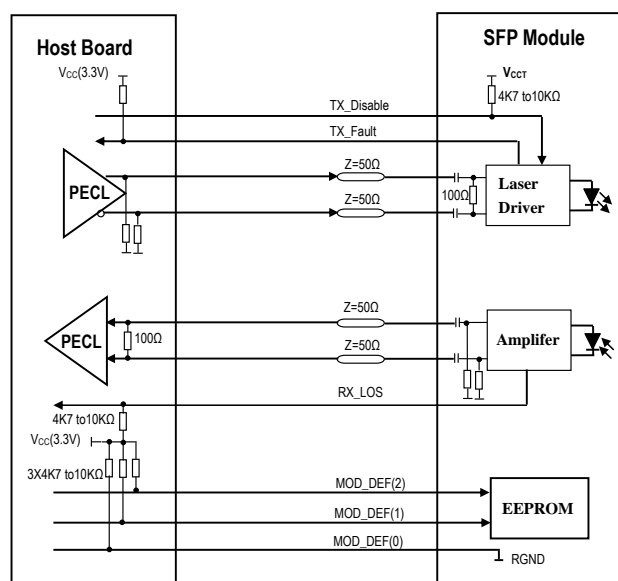 Host Board
SFP Module
VCC(3.3V)
VCCT
4K7 to10KΩ
TX_Disable
TX_Fault
Z=50Ω
PECL
100Ω
Laser
Driver
Z=50Ω
Z=50Ω
PECL
100Ω
Amplifer
Z=50Ω
RX_LOS
4K7 to10KΩ
VCC(3.3V)
3X4K7 to10KΩ
MOD_DEF(2)
EEPROM
MOD_DEF(1)
MOD_DEF(0)
RGND